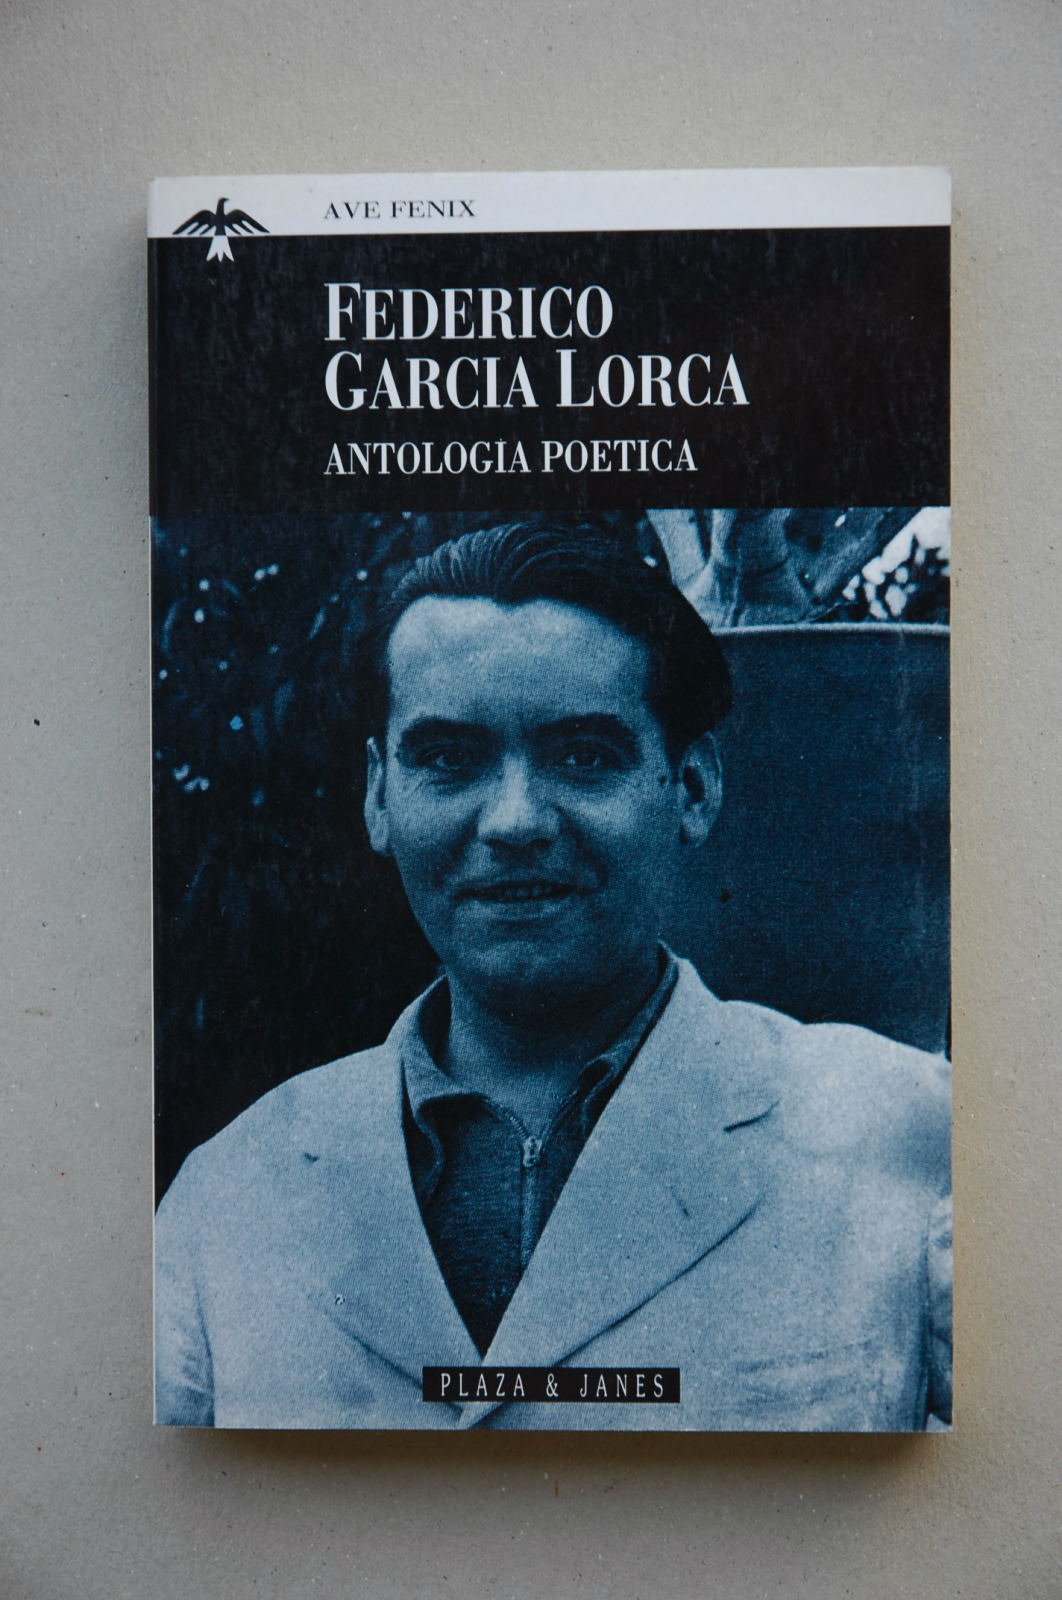 AVE FENIX
FEDERICO
GARCIA LORCA
ANTOLOGIA POETICA
PLAZA & JANES